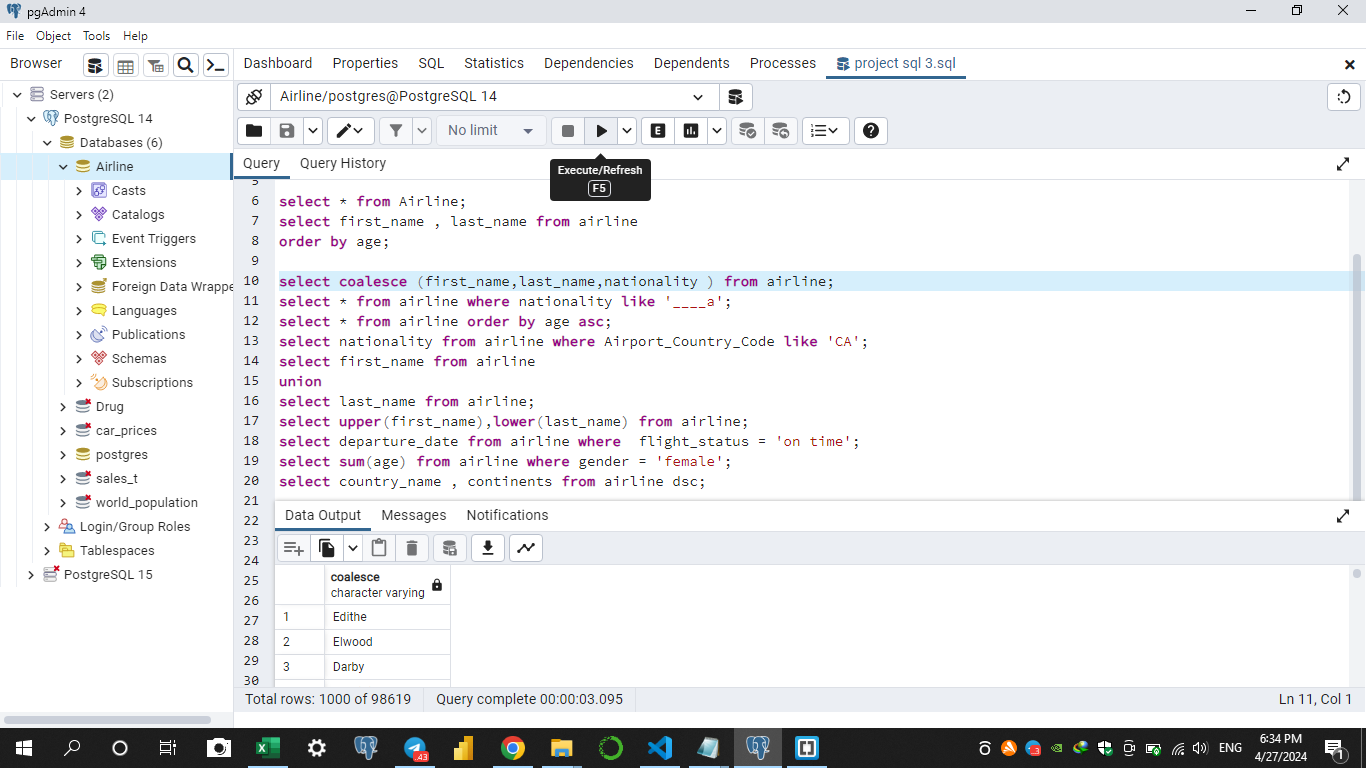 pgAdmin 4
File Object Tools Help
Browser
Dashboard Properties SQL Statistics Dependencies Dependents Processes project sql 3.sql
Servers (2)
PostgreSQL 14
Databases (6)
Airline
Casts
Catalogs
Event Triggers
Extensions
Foreign Data Wrappe
Languages
Publications
Schemas
Subscriptions
Drug
car_prices
postgres
sales_t
world_population
Login/Group Roles
Tablespaces
PostgreSQL 15
Airline/postgres@PostgreSQL 14
No limit
E
Query Query History
Execute/Refresh
F5
5
6 select * from Airline;
7 select first_name , last_name from airline
8 order by age;
9
10 select coalesce (first_name,last_name,nationality ) from airline;
11 select * from airline where nationality like '____a';
12 select * from airline order by age asc;
13 select nationality from airline where Airport_Country_Code like 'CA';
14 select first_name from airline
15 union
16 select last_name from airline;
17 select upper(first_name),lower(last_name) from airline;
18 select departure_date from airline where  flight_status = 'on time';
19 select sum(age) from airline where gender = 'female';
20 select country_name , continents from airline dsc;
21
22
23
24
25
26
27
28
29
30
Data Output Messages Notifications
coalesce
character varying
1 Edithe
2 Elwood
3 Darby
Total rows: 1000 of 98619 Query complete 00:00:03.095 Ln 11, Col 1
43
ENG
6:34 PM
4/27/2024
1